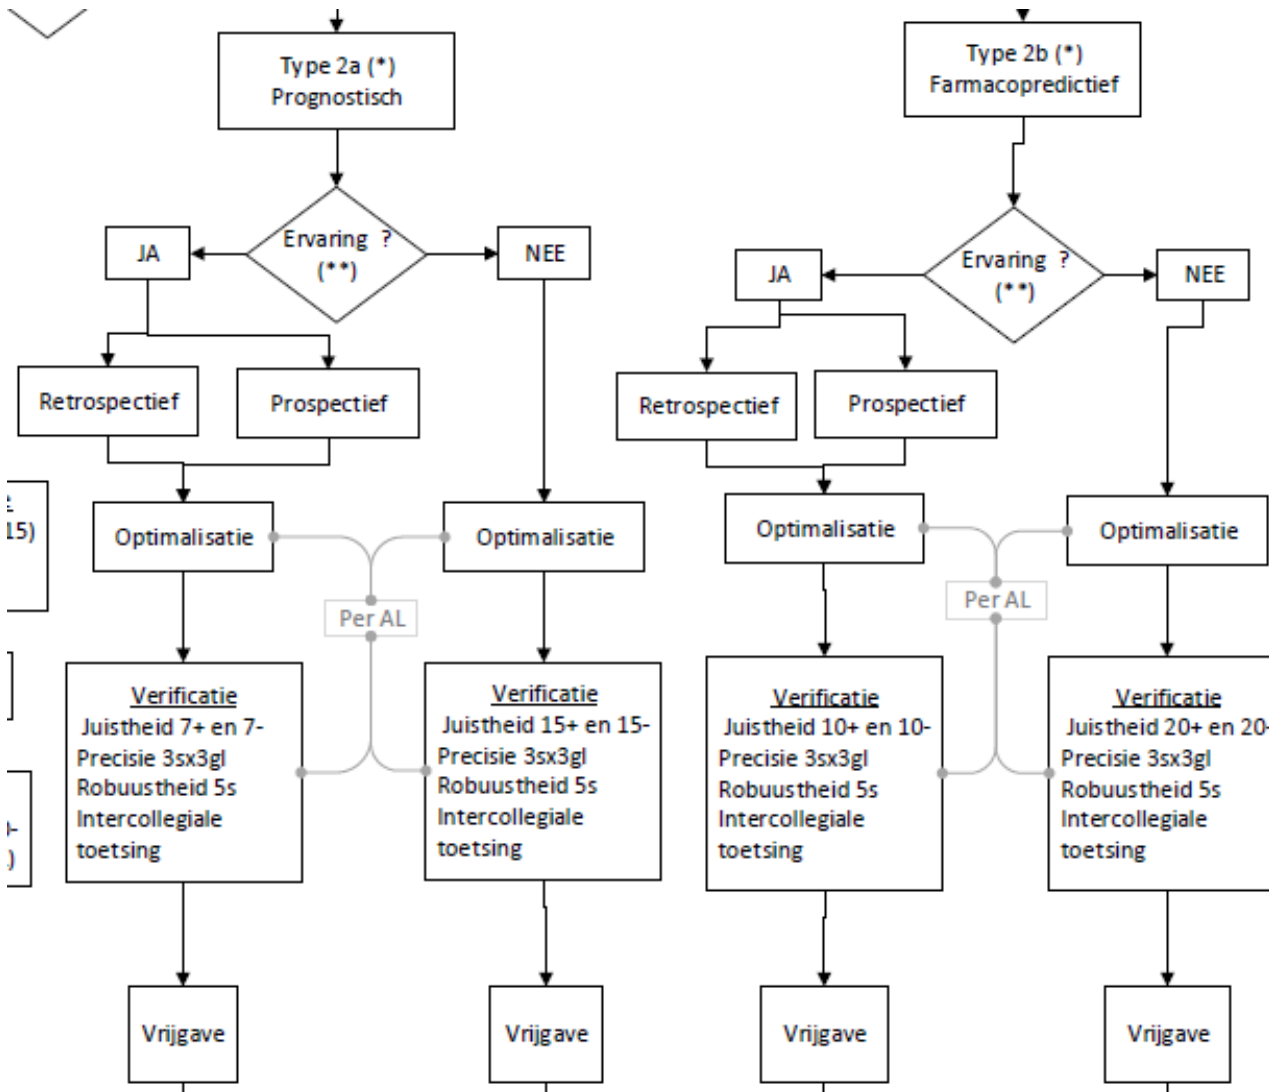 Type 2a (*)
Prognostisch
Ervaring ?
(**)
JA
NEE
Retrospectief
Prospectief
Optimalisatie
Optimalisatie
Per AL
Verificatie
Juistheid 7+ en 7-
Precisie 3sx3gl
Robuustheid 5s
Intercollegiale
toetsing
Verificatie
Juistheid 15+ en 15-
Precisie 3sx3gl
Robuustheid 5s
Intercollegiale
toetsing
Vrijgave
Vrijgave
Type 2b (*)
Farmacopredictief
Ervaring ?
(**)
JA
NEE
Retrospectief
Prospectief
Optimalisatie
Optimalisatie
Per AL
Verificatie
Juistheid 10+ en 10-
Precisie 3sx3gl
Robuustheid 5s
Intercollegiale
toetsing
Verificatie
Juistheid 20+ en 20-
Precisie 3sx3gl
Robuustheid 5s
Intercollegiale
toetsing
Vrijgave
Vrijgave
15)
)